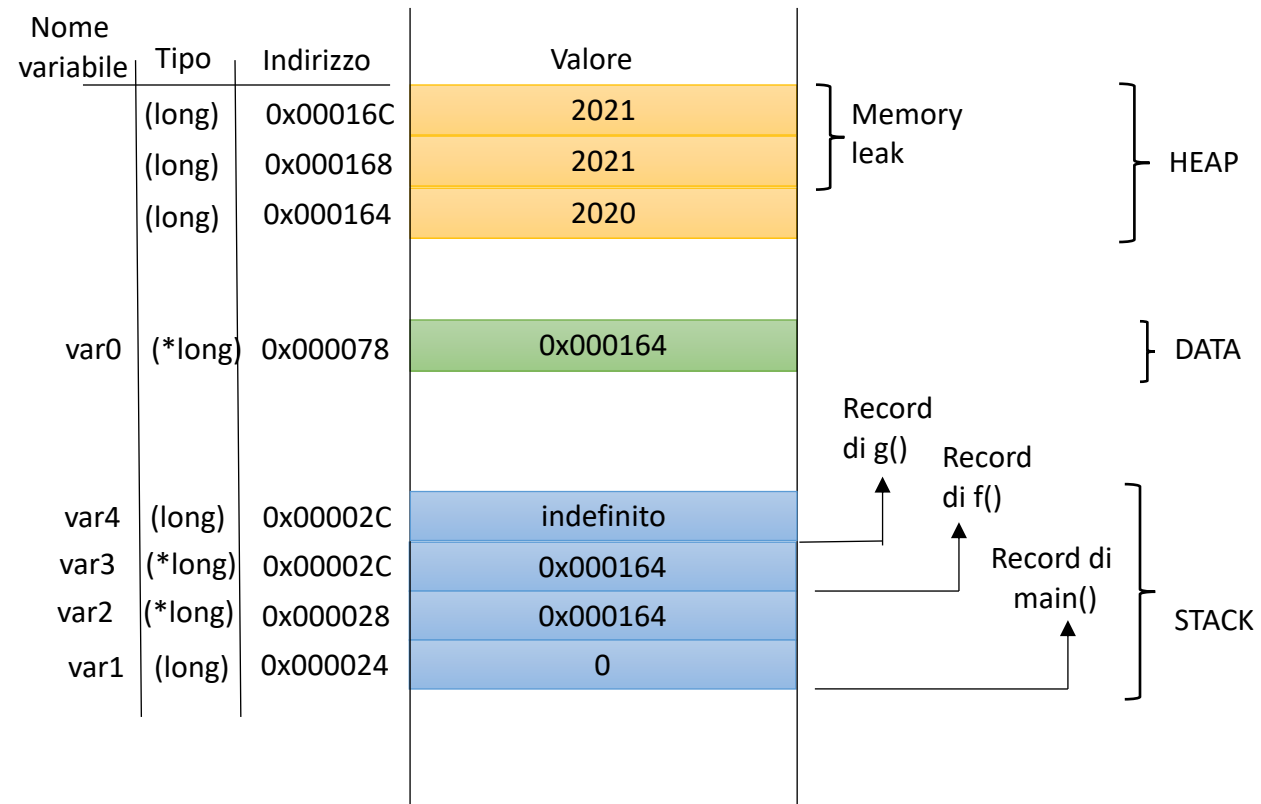 Nome
variabile Tipo Indirizzo Valore
(long) 0x00016C 2021
(long) 0x000168 2021
(long) 0x000164 2020
Memory
leak
HEAP
var0 (*long) 0x000078 0x000164
DATA
Record
di g()
Record
di f()
Record di
main()
var4 (long) 0x00002C indefinito
var3 (*long) 0x00002C 0x000164
var2 (*long) 0x000028 0x000164
var1 (long) 0x000024 0
STACK